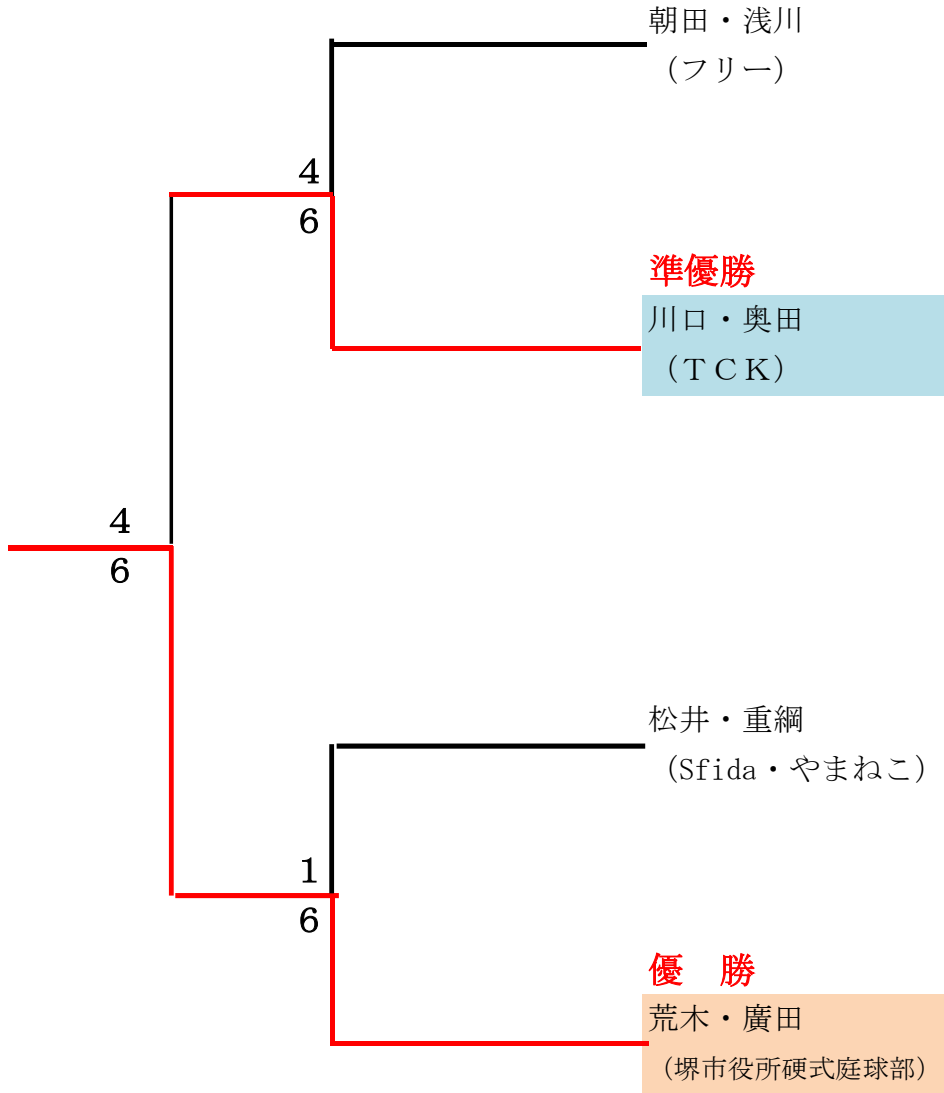 朝田・浅川
（フリー）
4
6
準優勝
川口・奥田
（ＴＣＫ）
4
6
松井・重綱
（Sfida・やまねこ）
1
6
優　勝
荒木・廣田
（堺市役所硬式庭球部）